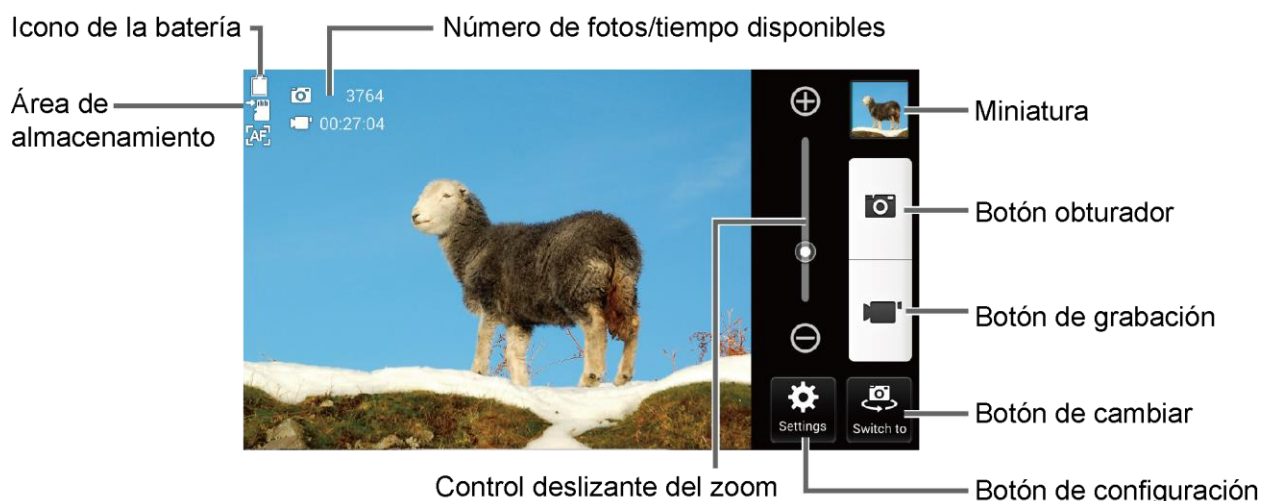 Icono de la batería
Número de fotos/tiempo disponibles
Área de
almacenamiento
3764
00:27:04
AF
Miniatura
Botón obturador
Botón de grabación
Settings
Switch to
Botón de cambiar
Control deslizante del zoom
Botón de configuración